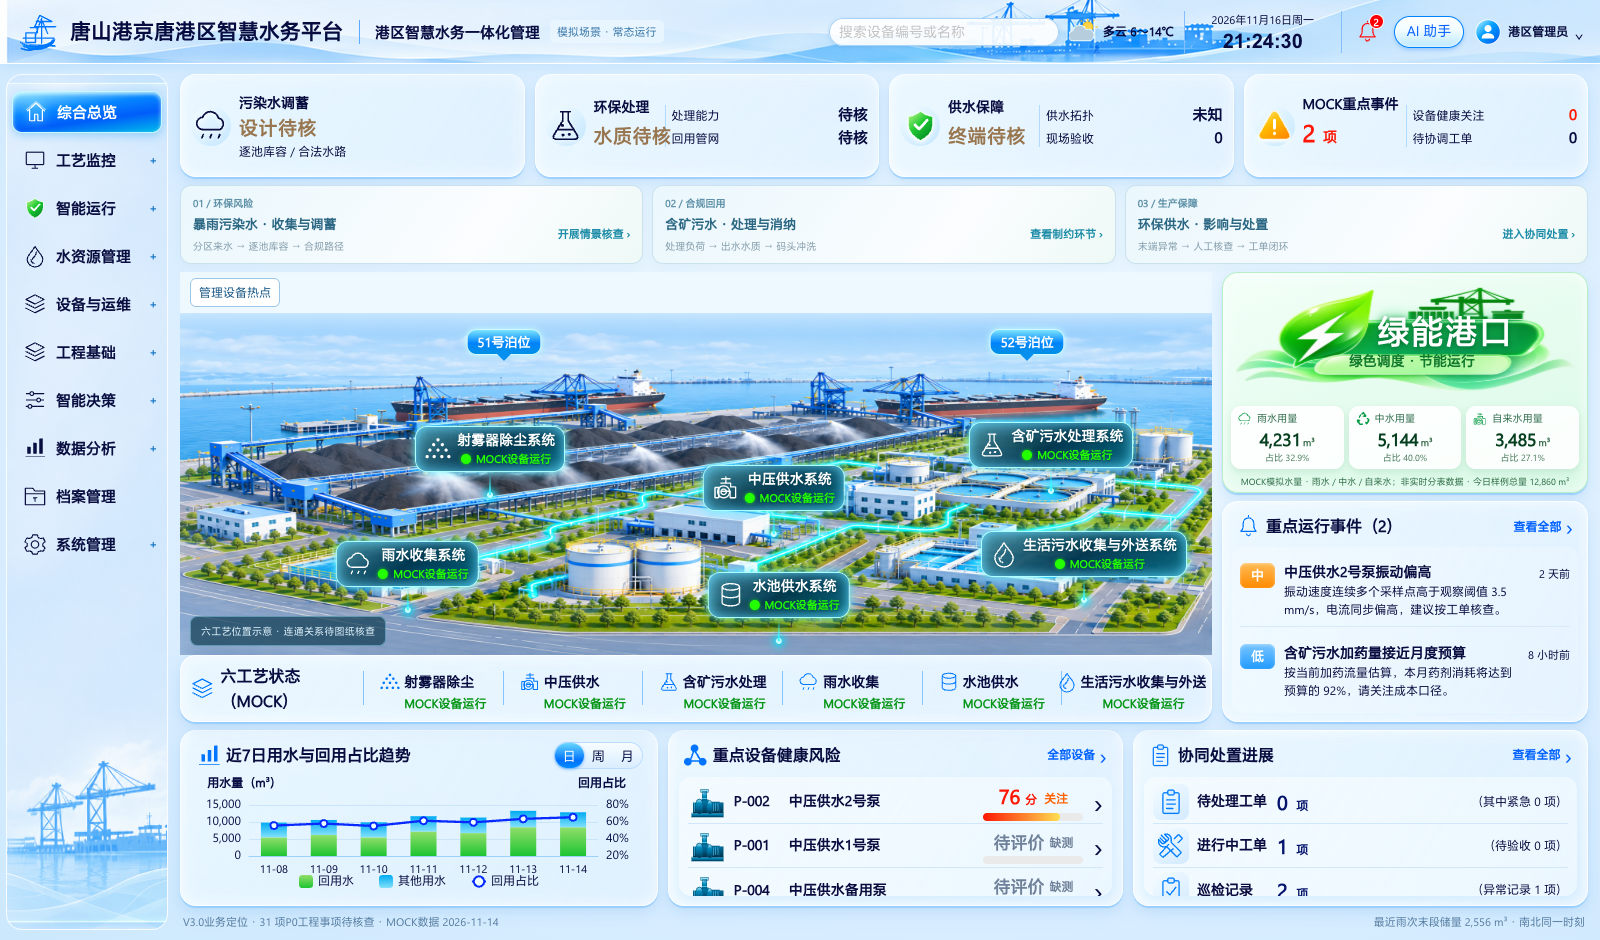 唐山港京唐港区智慧水务平台
港区智慧水务一体化管理
模拟场景 · 常态运行
搜索设备编号或名称
多云 6~14℃
2026年11月16日周一
21:24:30
2
AI 助手
港区管理员
综合总览
工艺监控 +
智能运行 +
水资源管理 +
设备与运维 +
工程基础 +
智能决策 +
数据分析 +
档案管理
系统管理 +
污染水调蓄
设计待核
逐池库容 / 合法水路
环保处理
水质待核
处理能力 待核
回用管网 待核
供水保障
终端待核
供水拓扑 未知
现场验收 0
MOCK重点事件
2 项
设备健康关注 0
待协调工单 0
01 / 环保风险
暴雨污染水 · 收集与调蓄
分区来水 → 逐池库容 → 合规路径
开展情景核查 ›
02 / 合规回用
含矿污水 · 处理与消纳
处理负荷 → 出水水质 → 码头冲洗
查看制约环节 ›
03 / 生产保障
环保供水 · 影响与处置
末端异常 → 人工核查 → 工单闭环
进入协同处置 ›
管理设备热点
51号泊位
52号泊位
射雾器除尘系统
MOCK设备运行
含矿污水处理系统
MOCK设备运行
中压供水系统
MOCK设备运行
雨水收集系统
MOCK设备运行
生活污水收集与外送系统
MOCK设备运行
水池供水系统
MOCK设备运行
六工艺位置示意 · 连通关系待图纸核查
六工艺状态
（MOCK）
射雾器除尘
MOCK设备运行
中压供水
MOCK设备运行
含矿污水处理
MOCK设备运行
雨水收集
MOCK设备运行
水池供水
MOCK设备运行
生活污水收集与外送
MOCK设备运行
绿能港口
绿色调度 · 节能运行
雨水用量
4,231 m³
占比 32.9%
中水用量
5,144 m³
占比 40.0%
自来水用量
3,485 m³
占比 27.1%
MOCK模拟水量 · 雨水 / 中水 / 自来水；非实时分表数据 · 今日样例总量 12,860 m³
重点运行事件（2）
查看全部 ›
中
中压供水2号泵振动偏高
2 天前
振动速度连续多个采样点高于观察阈值 3.5
mm/s，电流同步偏高，建议按工单核查。
低
含矿污水加药量接近月度预算
8 小时前
按当前加药流量估算，本月药剂消耗将达到
预算的 92%，请关注成本口径。
近7日用水与回用占比趋势
日 周 月
用水量（m³）
回用占比
15,000
10,000
5,000
0
80%
60%
40%
20%
11-08 11-09 11-10 11-11 11-12 11-13 11-14
回用水 其他用水 回用占比
重点设备健康风险
全部设备 ›
P-002 中压供水2号泵 76 分 关注 ›
P-001 中压供水1号泵 待评价 缺测 ›
P-004 中压供水备用泵 待评价 缺测 ›
协同处置进展
查看全部 ›
待处理工单 0 项 （其中紧急 0 项）
进行中工单 1 项 （待验收 0 项）
巡检记录 2 项 （异常记录 1 项）
V3.0业务定位 · 31 项P0工程事项待核查 · MOCK数据 2026-11-14
最近雨次末段储量 2,556 m³ · 南北同一时刻